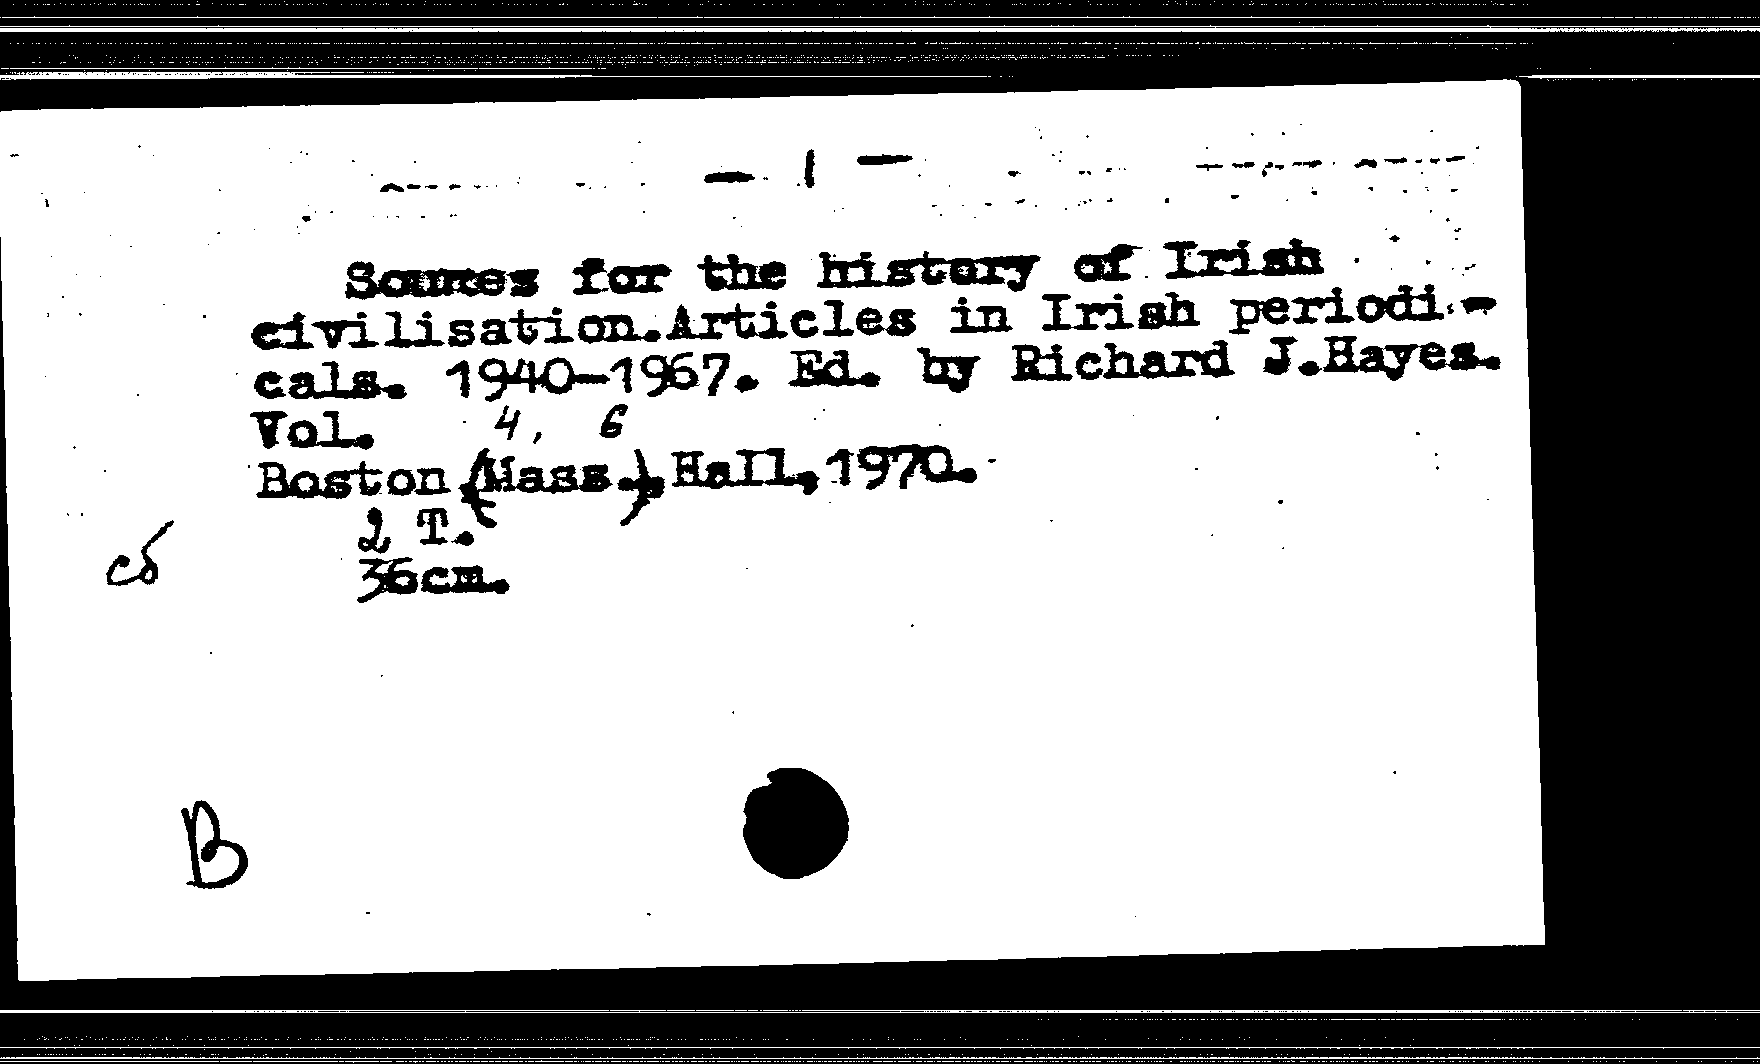 Sources for the history of Irish
civilisation.Articles in Irish periodi-
cals. 1940-1967. Ed. by Richard J.Hayes.
Vol. 4, 6
Boston (Mass.), Hall, 1970.
2 T.
36cm.
сб
В